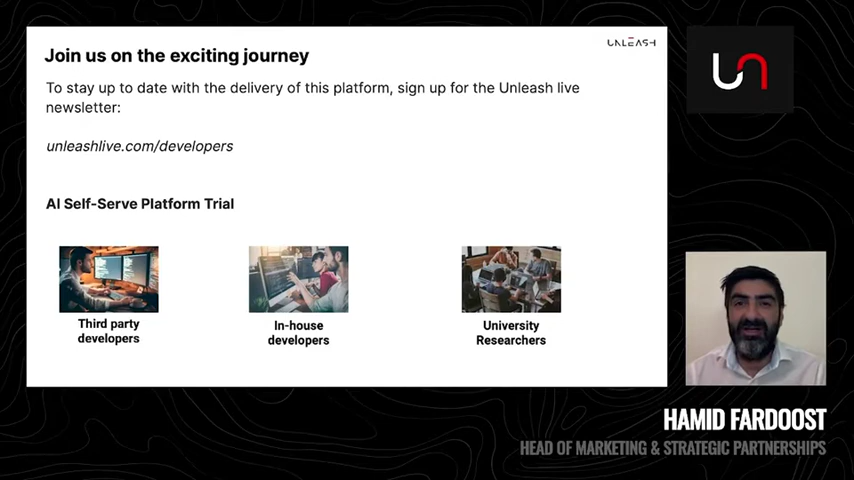 Join us on the exciting journey
UNLEASH
To stay up to date with the delivery of this platform, sign up for the Unleash live
newsletter:
unleashlive.com/developers
AI Self-Serve Platform Trial
Third party
developers
In-house
developers
University
Researchers
un
HAMID FARDOOST
HEAD OF MARKETING & STRATEGIC PARTNERSHIPS